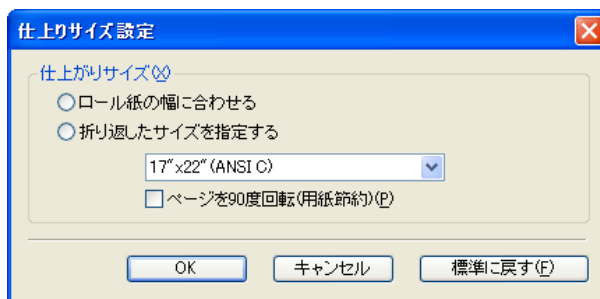 仕上りサイズ設定
仕上がりサイズ(X)
ロール紙の幅に合わせる
折り返したサイズを指定する
17"x22"(ANSI C)
ページを90度回転(用紙節約)(P)
OK キャンセル 標準に戻す(F)